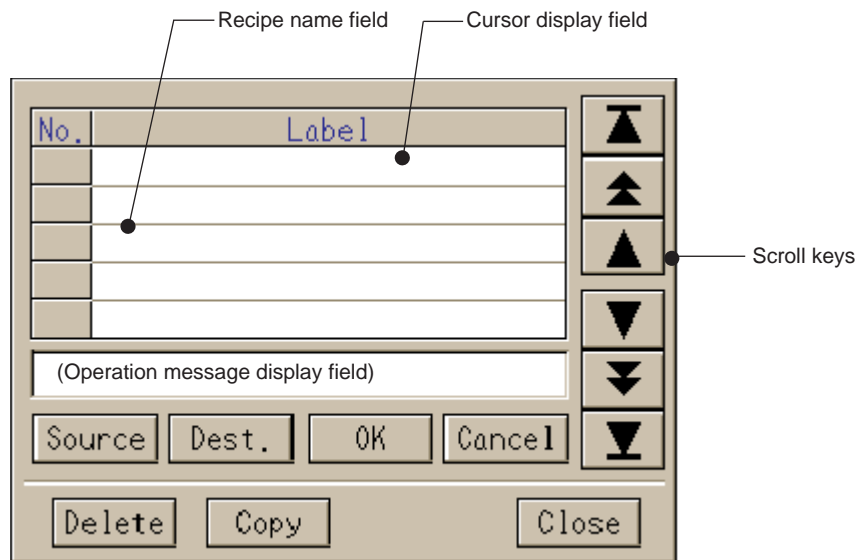 Recipe name field
Cursor display field
No.
Label
Scroll keys
(Operation message display field)
Source
Dest.
OK
Cancel
Delete
Copy
Close